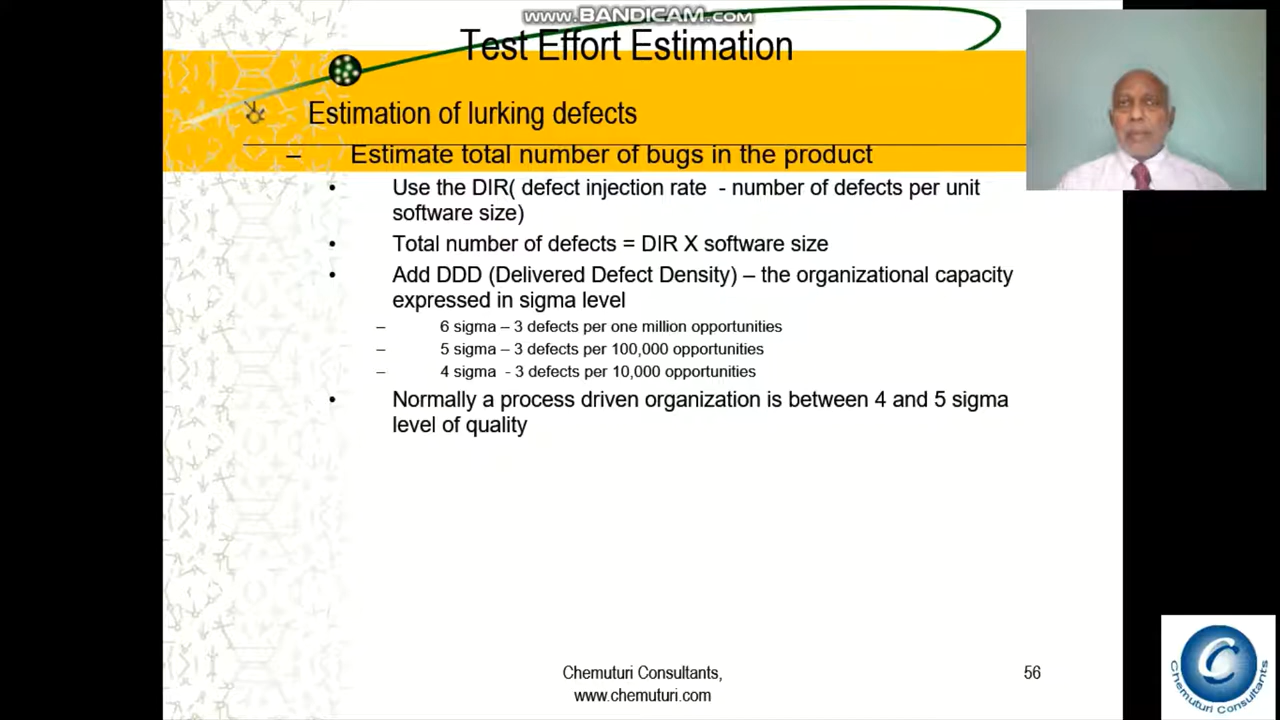 www.BANDICAM.com
Test Effort Estimation
Estimation of lurking defects
– Estimate total number of bugs in the product
• Use the DIR( defect injection rate - number of defects per unit
software size)
• Total number of defects = DIR X software size
• Add DDD (Delivered Defect Density) – the organizational capacity
expressed in sigma level
– 6 sigma – 3 defects per one million opportunities
– 5 sigma – 3 defects per 100,000 opportunities
– 4 sigma - 3 defects per 10,000 opportunities
• Normally a process driven organization is between 4 and 5 sigma
level of quality
Chemuturi Consultants,
www.chemuturi.com
56
C
Chemuturi Consultants